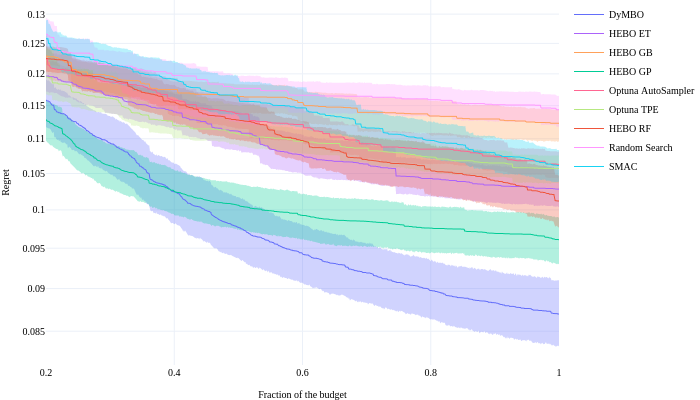 0.13
0.125
0.12
0.115
0.11
0.105
0.1
0.095
0.09
0.085
Regret
0.2
0.4
0.6
0.8
1
Fraction of the budget
DyMBO
HEBO ET
HEBO GB
HEBO GP
Optuna AutoSampler
Optuna TPE
HEBO RF
Random Search
SMAC